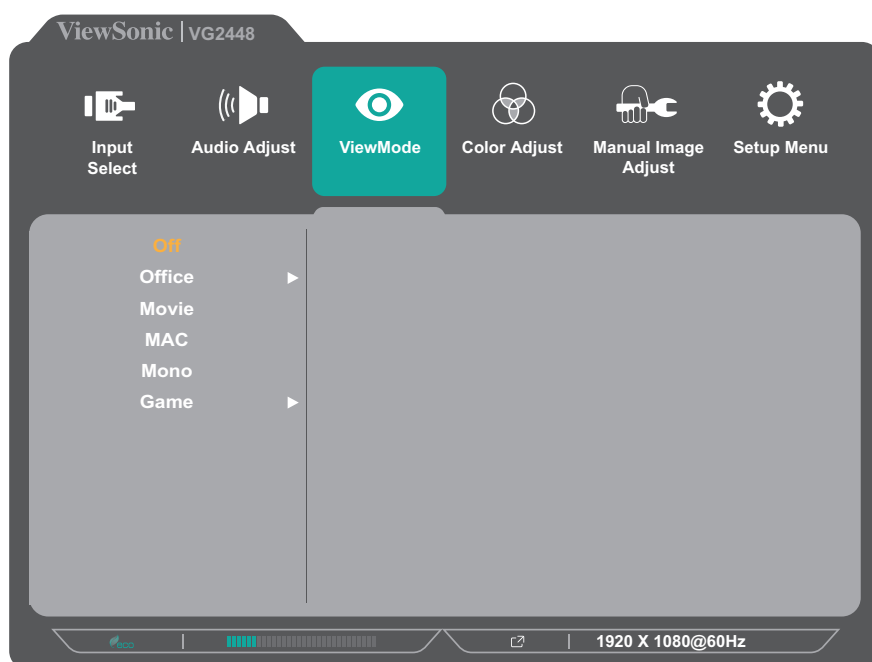 ViewSonic | VG2448
Input
Select
Audio Adjust
ViewMode
Color Adjust
Manual Image
Adjust
Setup Menu
Off
Office
Movie
MAC
Mono
Game
eco
1920 X 1080@60Hz